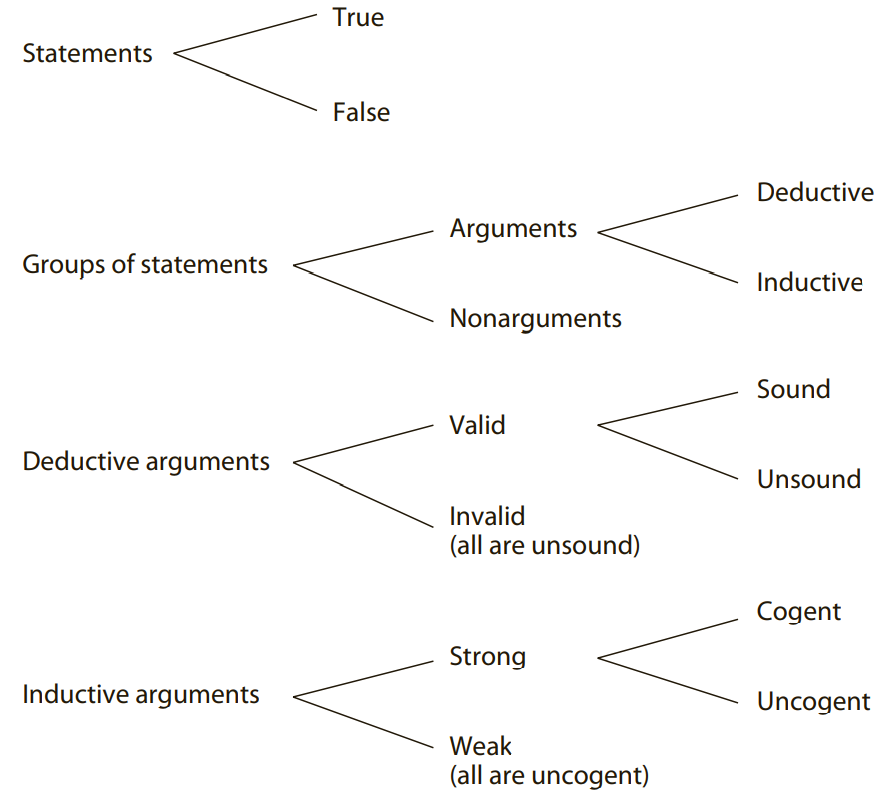 True
Statements
False
Deductive
Arguments
Groups of statements
Inductive
Nonarguments
Sound
Valid
Deductive arguments
Unsound
Invalid
(all are unsound)
Cogent
Strong
Inductive arguments
Uncogent
Weak
(all are uncogent)